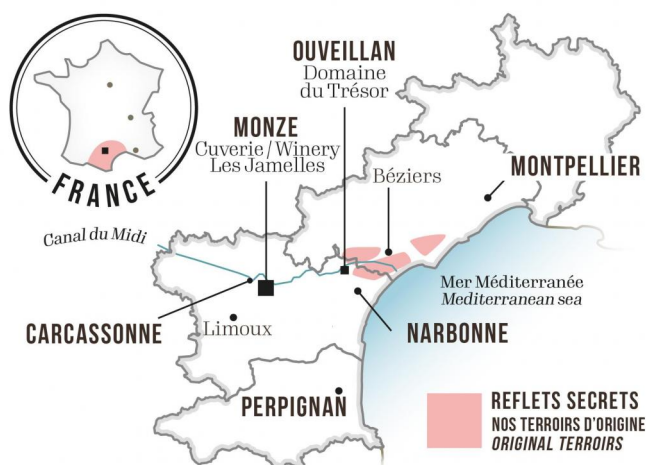 OUVEILLAN
Domaine
du Trésor
MONZE
Cuverie / Winery
Les Jamelles
Béziers
MONTPELLIER
FRANCE
Canal du Midi
Mer Méditerranée
Mediterranean sea
CARCASSONNE
Limoux
NARBONNE
PERPIGNAN
REFLETS SECRETS
NOS TERROIRS D'ORIGINE
ORIGINAL TERROIRS